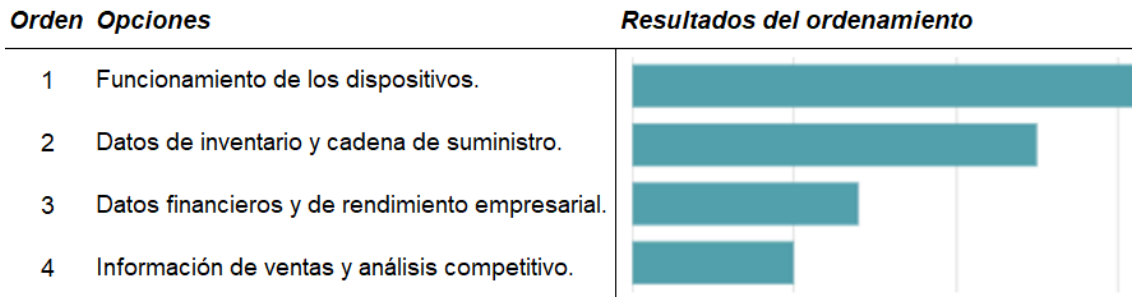 Orden Opciones Resultados del ordenamiento
1 Funcionamiento de los dispositivos.
2 Datos de inventario y cadena de suministro.
3 Datos financieros y de rendimiento empresarial.
4 Información de ventas y análisis competitivo.